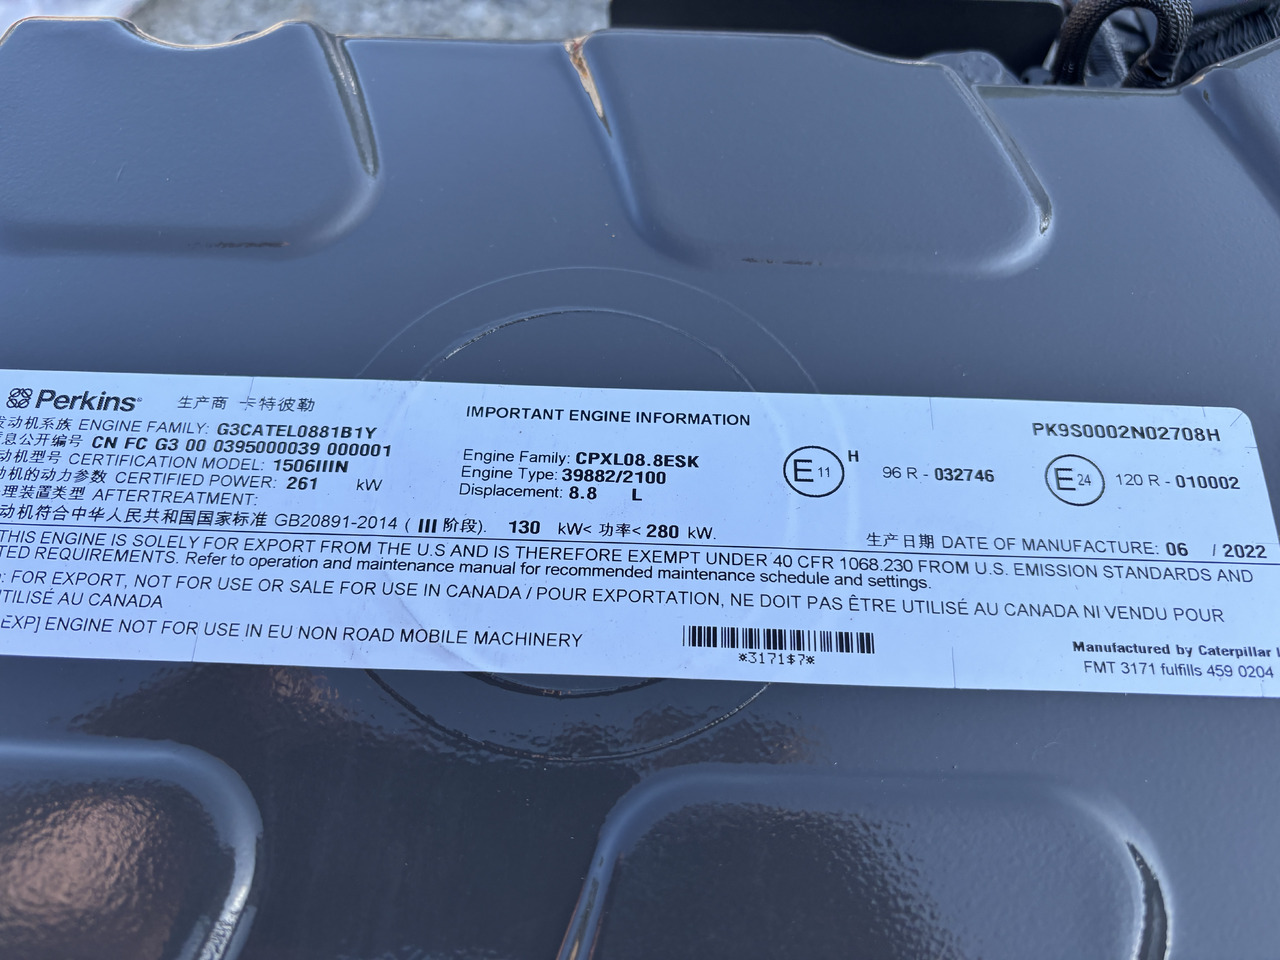 Perkins 生产商 卡特彼勒
发动机系族 ENGINE FAMILY: G3CATEL0881B1Y
息公开编号 CN FC G3 00 0395000039 000001
动机型号 CERTIFICATION MODEL: 1506IIIN
动机的动力参数 CERTIFIED POWER: 261 kW
理装置类型 AFTERTREATMENT:
动机符合中华人民共和国国家标准 GB20891-2014 ( III 阶段). 130 kW< 功率< 280 kW.
IMPORTANT ENGINE INFORMATION
Engine Family: CPXL08.8ESK
Engine Type: 39882/2100
Displacement: 8.8 L
E11 H 96 R - 032746
PK9S0002N02708H
E24 120 R - 010002
生产日期 DATE OF MANUFACTURE: 06 / 2022
THIS ENGINE IS SOLELY FOR EXPORT FROM THE U.S AND IS THEREFORE EXEMPT UNDER 40 CFR 1068.230 FROM U.S. EMISSION STANDARDS AND
TED REQUIREMENTS. Refer to operation and maintenance manual for recommended maintenance schedule and settings.
: FOR EXPORT, NOT FOR USE OR SALE FOR USE IN CANADA / POUR EXPORTATION, NE DOIT PAS ÊTRE UTILISÉ AU CANADA NI VENDU POUR
UTILISÉ AU CANADA
EXP] ENGINE NOT FOR USE IN EU NON ROAD MOBILE MACHINERY
*3171$7*
Manufactured by Caterpillar I
FMT 3171 fulfills 459 0204